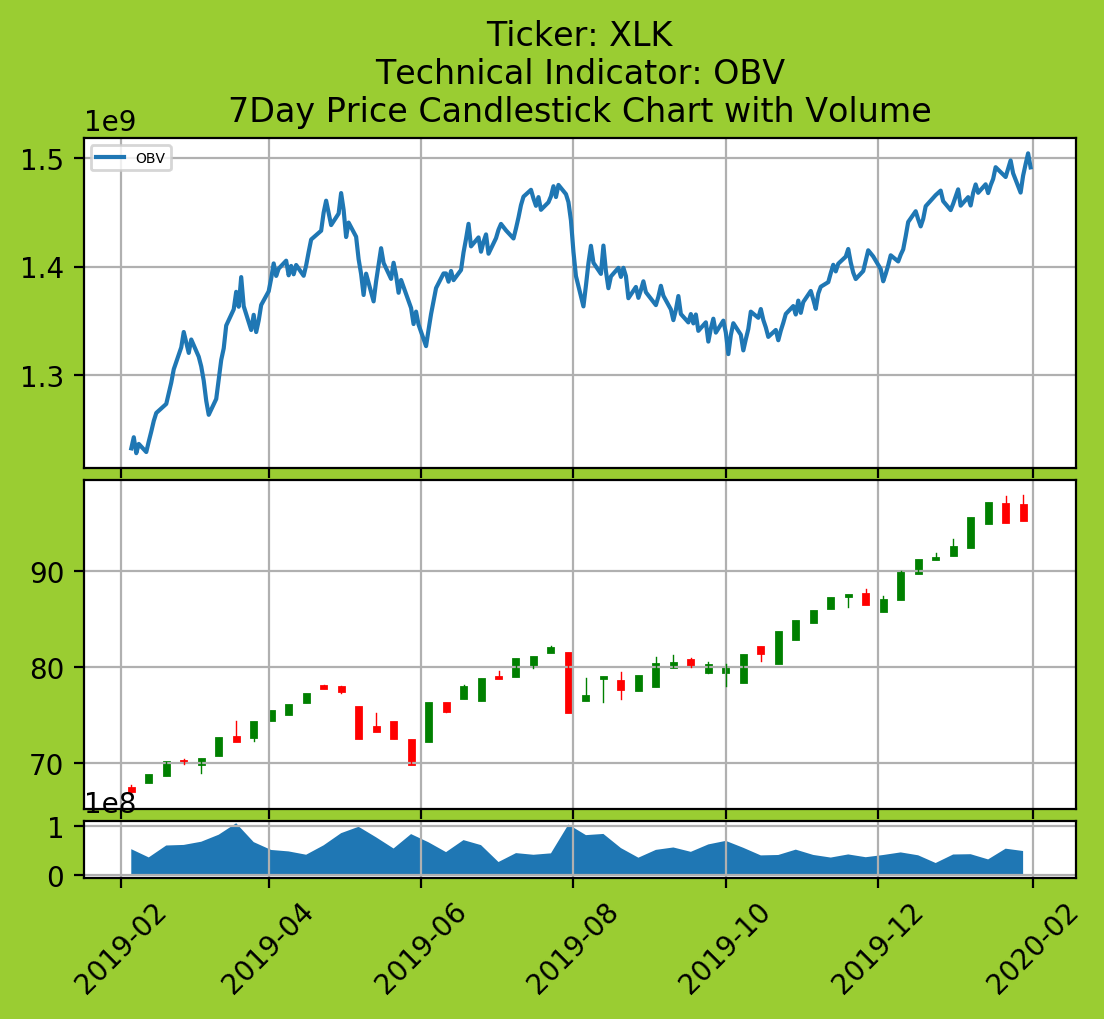 Ticker: XLK
Technical Indicator: OBV
7Day Price Candlestick Chart with Volume
1e9
OBV
1.5
1.4
1.3
90
80
70
1e8
1
0
2019-02
2019-04
2019-06
2019-08
2019-10
2019-12
2020-02